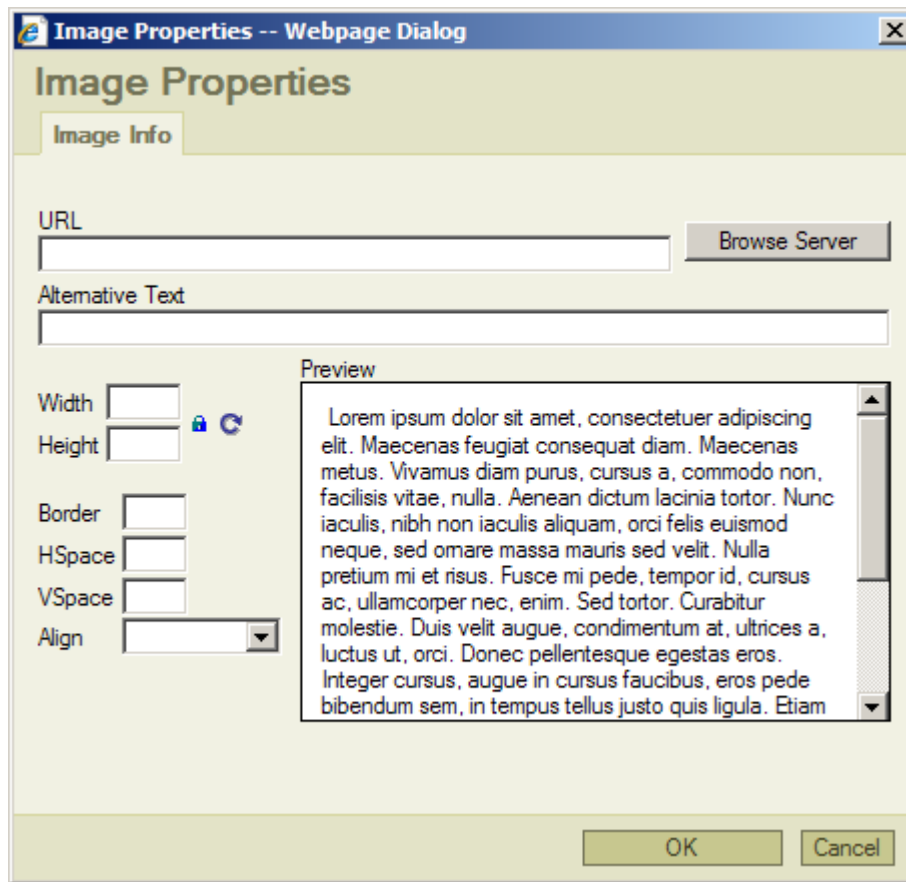 Image Properties -- Webpage Dialog
Image Properties
Image Info
URL
Browse Server
Alternative Text
Preview
Width
Height
Lorem ipsum dolor sit amet, consectetuer adipiscing
elit. Maecenas feugiat consequat diam. Maecenas
metus. Vivamus diam purus, cursus a, commodo non,
facilisis vitae, nulla. Aenean dictum lacinia tortor. Nunc
iaculis, nibh non iaculis aliquam, orci felis euismod
neque, sed ornare massa mauris sed velit. Nulla
pretium mi et risus. Fusce mi pede, tempor id, cursus
ac, ullamcorper nec, enim. Sed tortor. Curabitur
molestie. Duis velit augue, condimentum at, ultrices a,
luctus ut, orci. Donec pellentesque egestas eros.
Integer cursus, augue in cursus faucibus, eros pede
bibendum sem, in tempus tellus justo quis ligula. Etiam
Border
HSpace
VSpace
Align
OK
Cancel